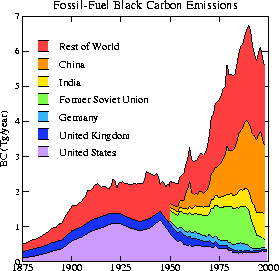 Fossil-Fuel Black Carbon Emissions
7
6
5
4
3
2
1
0
BC (Tg/year)
Rest of World
China
India
Former Soviet Union
Germany
United Kingdom
United States
1875
1900
1925
1950
1975
2000